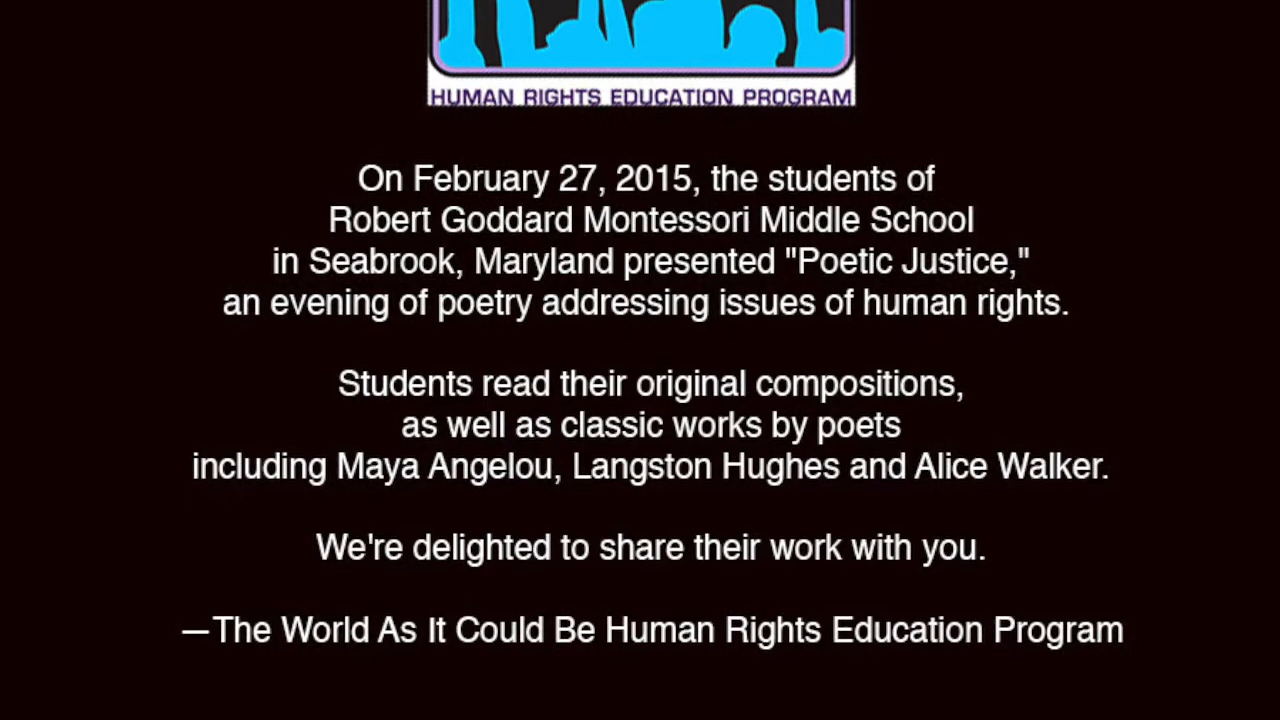 HUMAN RIGHTS EDUCATION PROGRAM
On February 27, 2015, the students of
Robert Goddard Montessori Middle School
in Seabrook, Maryland presented "Poetic Justice,"
an evening of poetry addressing issues of human rights.
Students read their original compositions,
as well as classic works by poets
including Maya Angelou, Langston Hughes and Alice Walker.
We're delighted to share their work with you.
—The World As It Could Be Human Rights Education Program